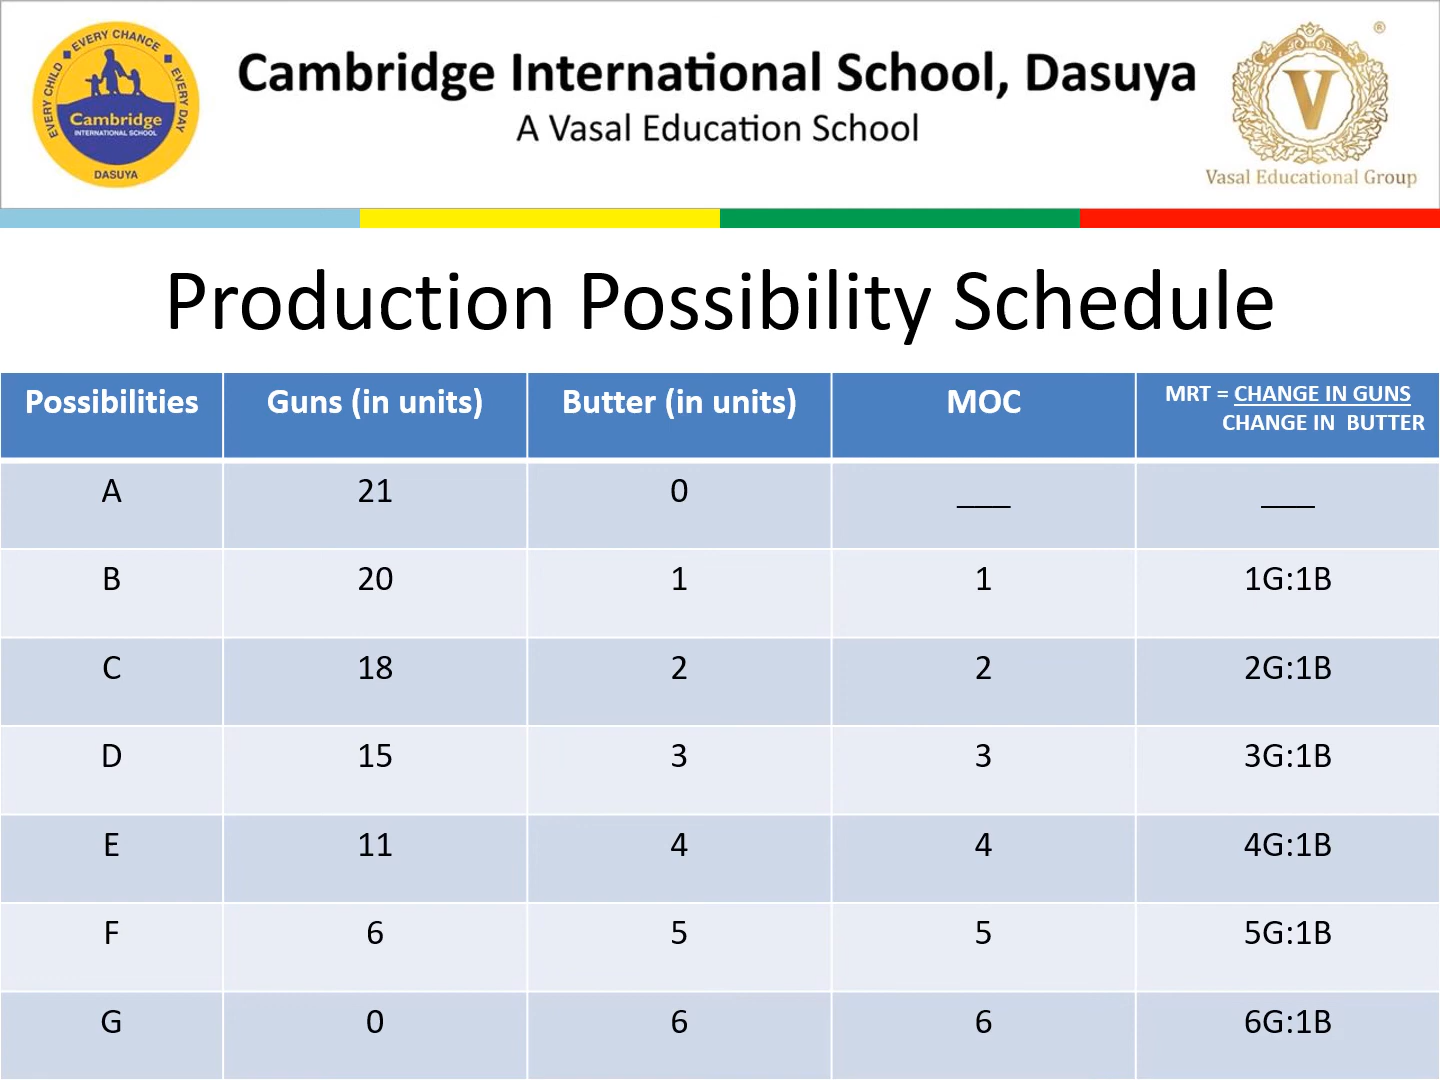 EVERY CHILD ■ EVERY CHANCE ■ EVERY DAY
Cambridge
INTERNATIONAL SCHOOL
DASUYA
Cambridge International School, Dasuya
A Vasal Education School
®
V
Vasal Educational Group
Production Possibility Schedule
Possibilities Guns (in units) Butter (in units) MOC MRT = CHANGE IN GUNS
CHANGE IN BUTTER
A 21 0 ___ ___
B 20 1 1 1G:1B
C 18 2 2 2G:1B
D 15 3 3 3G:1B
E 11 4 4 4G:1B
F 6 5 5 5G:1B
G 0 6 6 6G:1B